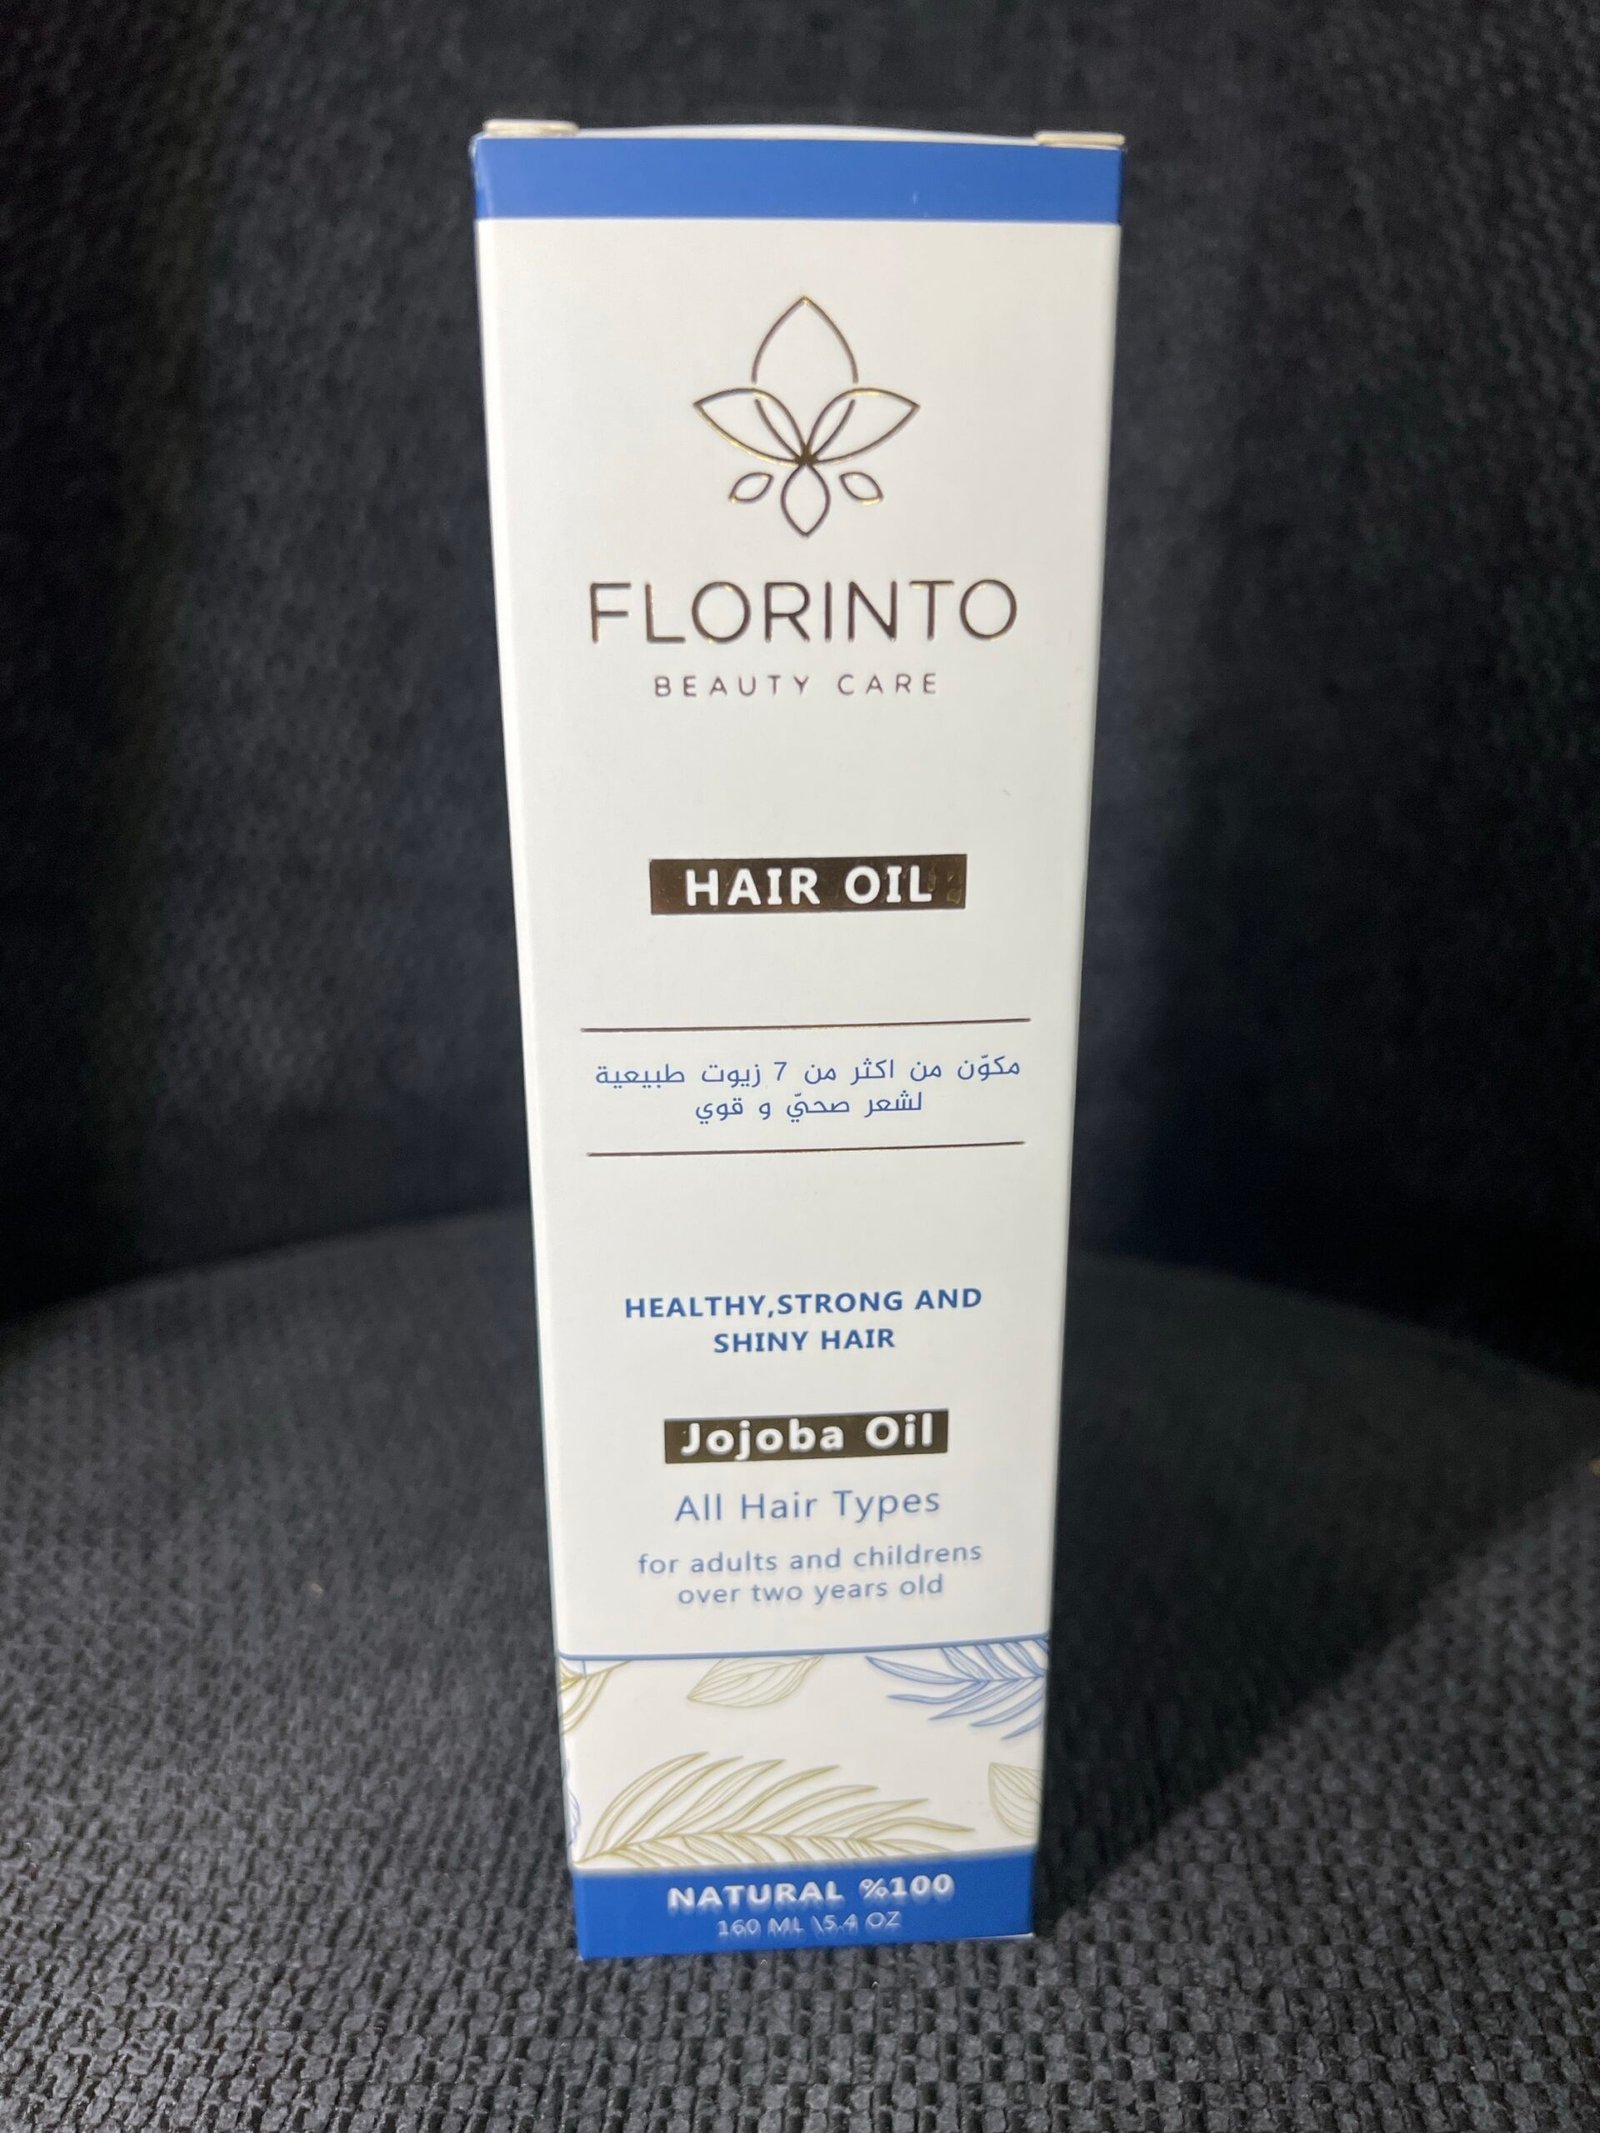 FLORINTO
BEAUTY CARE
HAIR OIL
مكوّن من اكثر من 7 زيوت طبيعية
لشعر صحيّ و قوي
HEALTHY,STRONG AND
SHINY HAIR
Jojoba Oil
All Hair Types
for adults and childrens
over two years old
NATURAL %100
160 ML \5.4 OZ